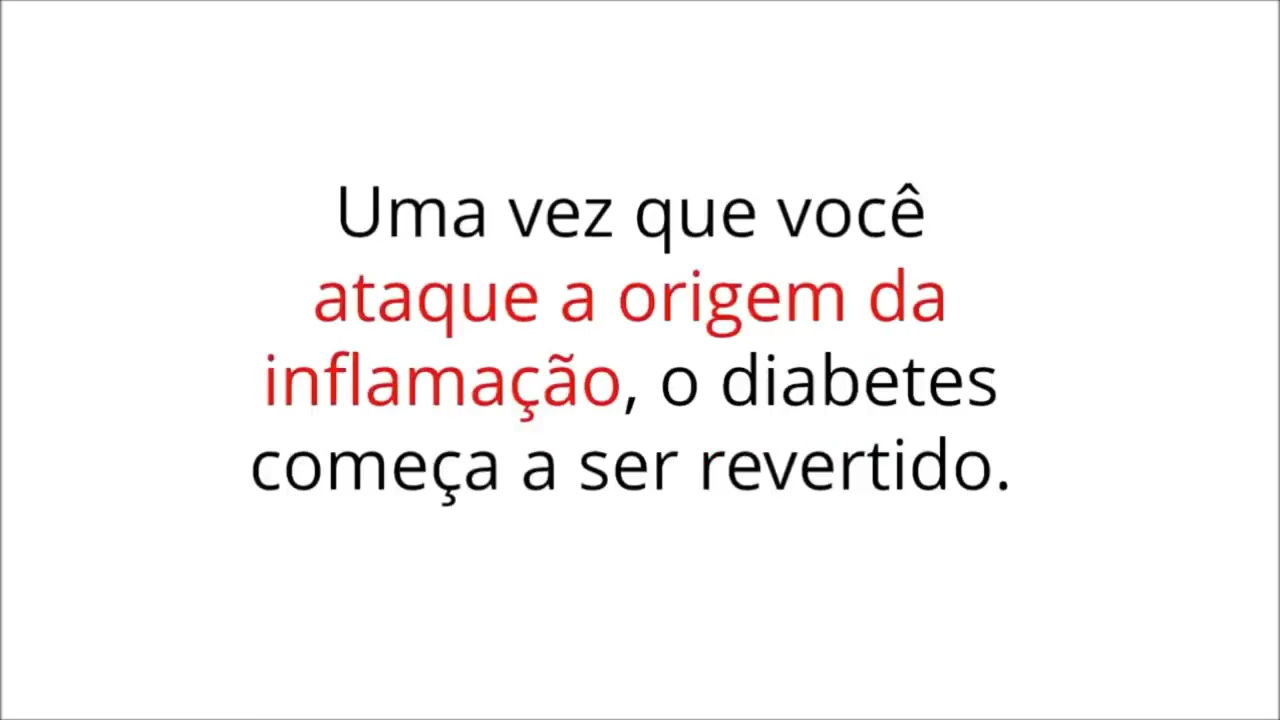 Uma vez que você
ataque a origem da
inflamação, o diabetes
começa a ser revertido.